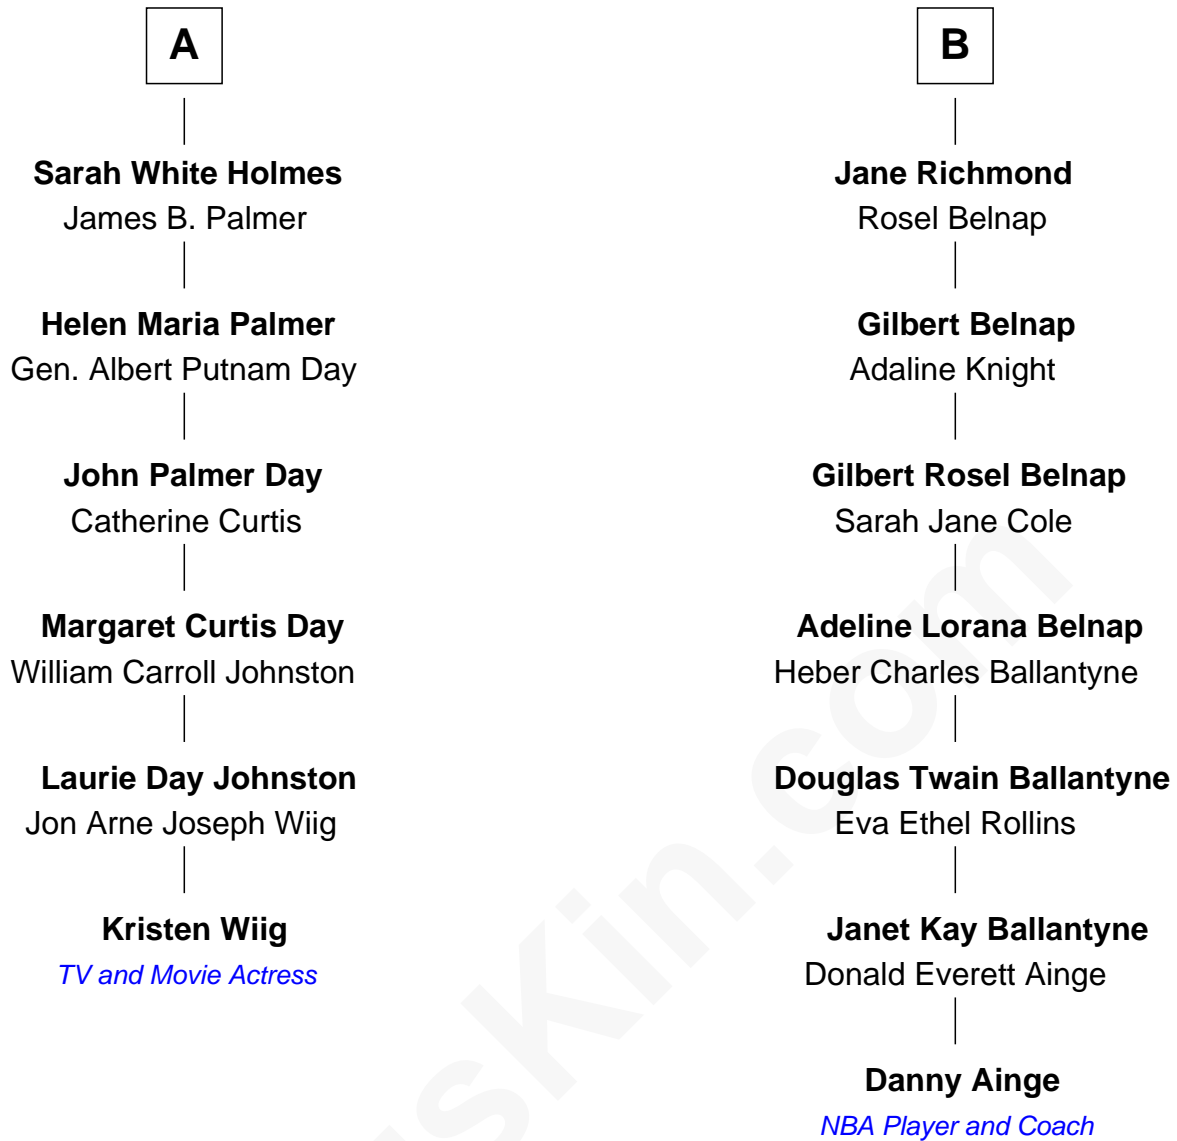 A
Sarah White Holmes
James B. Palmer
Helen Maria Palmer
Gen. Albert Putnam Day
John Palmer Day
Catherine Curtis
Margaret Curtis Day
William Carroll Johnston
Laurie Day Johnston
Jon Arne Joseph Wiig
Kristen Wiig
TV and Movie Actress
B
Jane Richmond
Rosel Belnap
Gilbert Belnap
Adaline Knight
Gilbert Rosel Belnap
Sarah Jane Cole
Adeline Lorana Belnap
Heber Charles Ballantyne
Douglas Twain Ballantyne
Eva Ethel Rollins
Janet Kay Ballantyne
Donald Everett Ainge
Danny Ainge
NBA Player and Coach